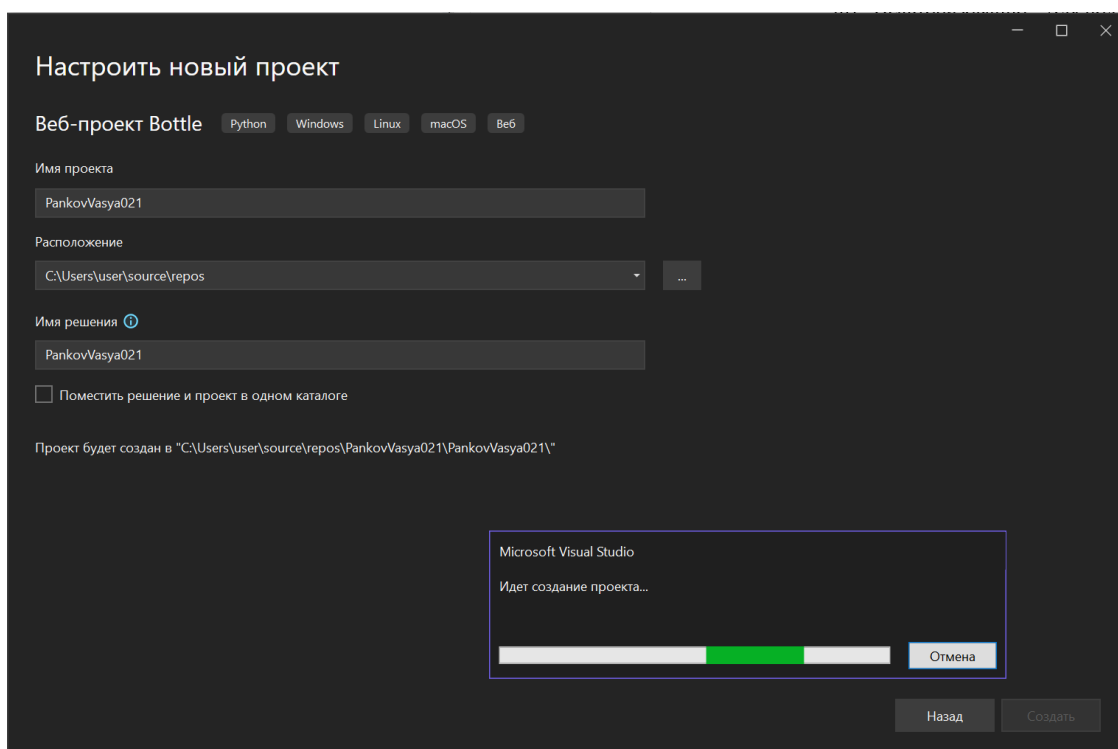 Настроить новый проект
Веб-проект Bottle Python Windows Linux macOS Веб
Имя проекта
PankovVasya021
Расположение
C:\Users\user\source\repos
...
Имя решения
PankovVasya021
Поместить решение и проект в одном каталоге
Проект будет создан в "C:\Users\user\source\repos\PankovVasya021\PankovVasya021\"
Microsoft Visual Studio
Идет создание проекта...
Отмена
Назад Создать